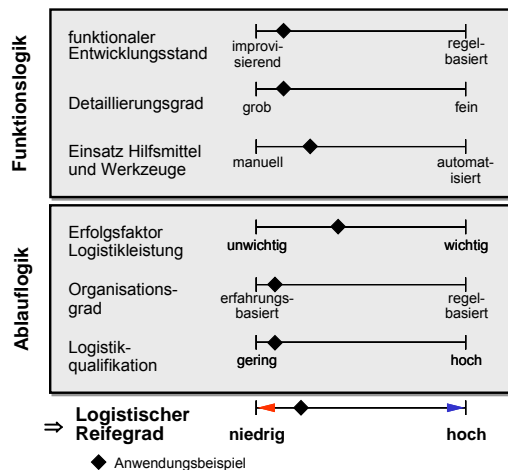 Funktionslogik
funktionaler
Entwicklungsstand
improvi-
sierend
regel-
basiert
Detaillierungsgrad
grob
fein
Einsatz Hilfsmittel
und Werkzeuge
manuell
automat-
isiert
Ablauflogik
Erfolgsfaktor
Logistikleistung
unwichtig
wichtig
Organisations-
grad
erfahrungs-
basiert
regel-
basiert
Logistik-
qualifikation
gering
hoch
⇒ Logistischer
Reifegrad
niedrig
hoch
Anwendungsbeispiel